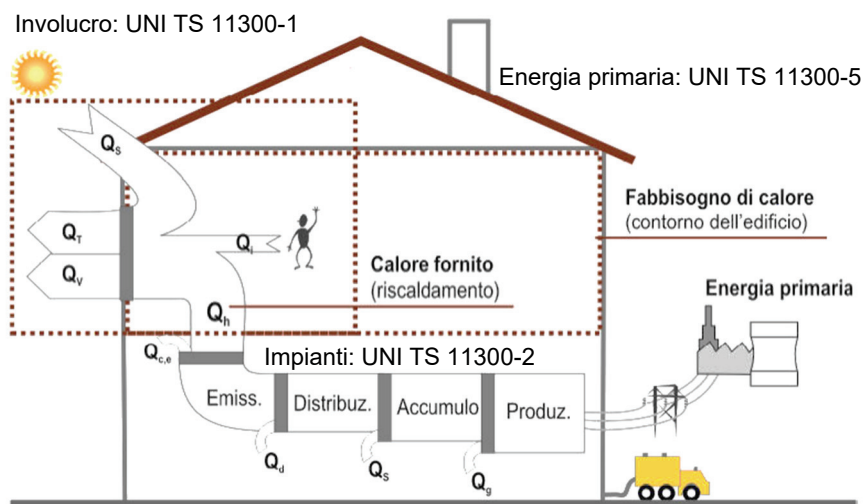 Involucro: UNI TS 11300-1
Energia primaria: UNI TS 11300-5
Qs
QT
Qi
QV
Fabbisogno di calore
(contorno dell'edificio)
Calore fornito
(riscaldamento)
Energia primaria
Qh
Qc,e
Impianti: UNI TS 11300-2
Emiss.
Distribuz.
Accumulo
Produz.
Qd
Qs
Qg